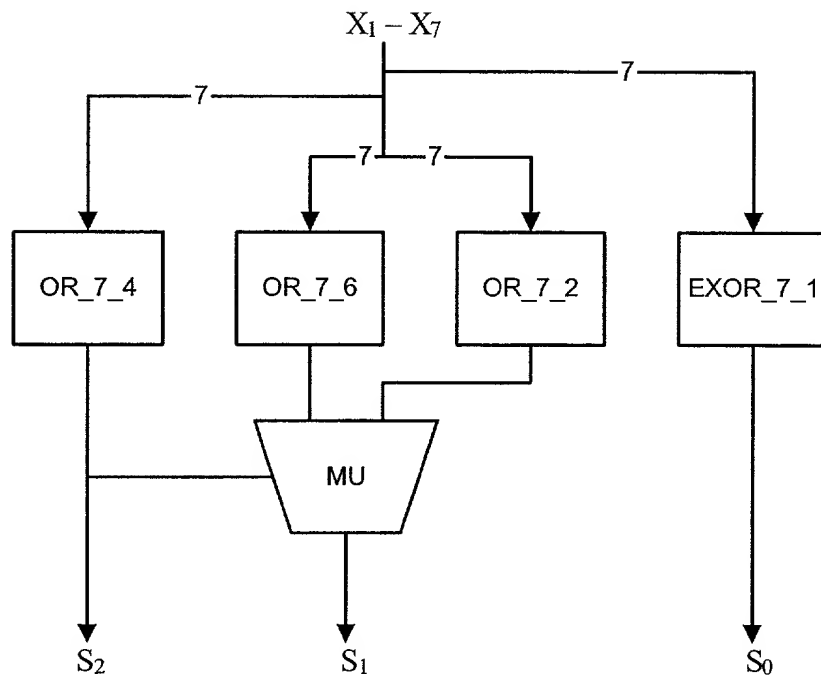 X₁ – X₇
7
7
7 7
OR_7_4 OR_7_6 OR_7_2 EXOR_7_1
MU
S₂ S₁ S₀